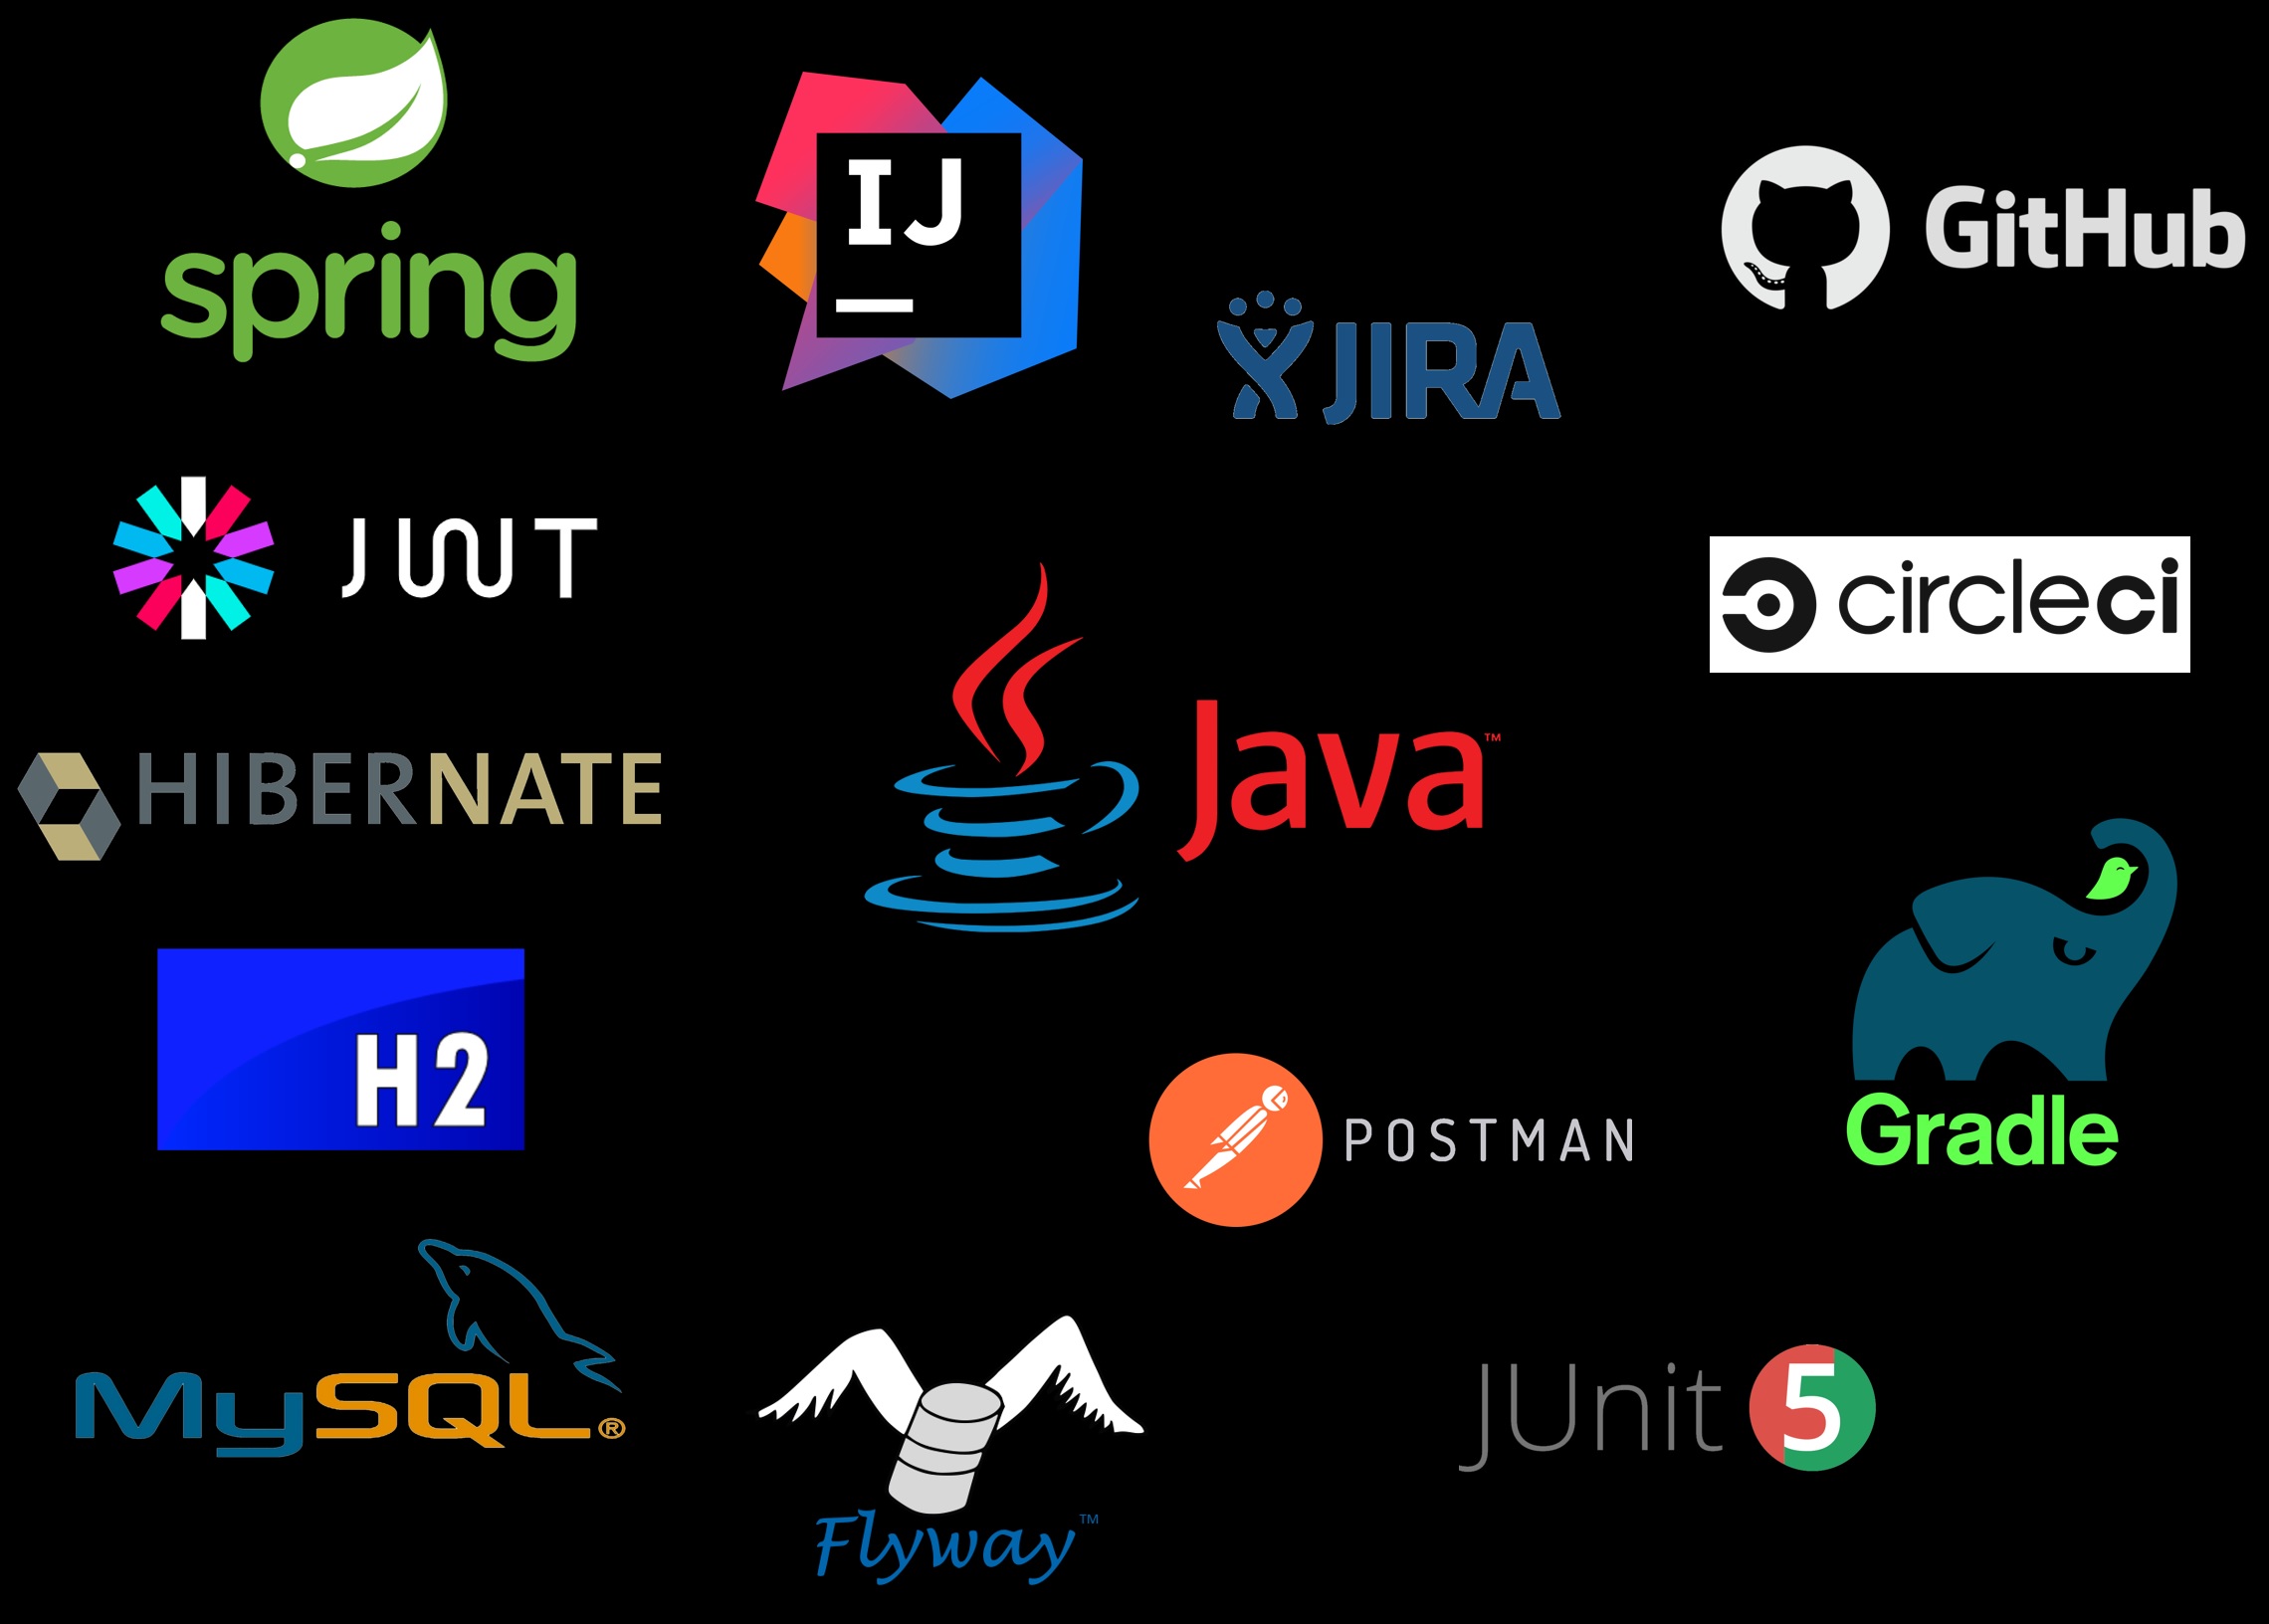 spring
IJ
JIRA
GitHub
JWT
circleci
HIBERNATE
Java™
H2
POSTMAN
Gradle
MySQL®
Flyway™
JUnit 5